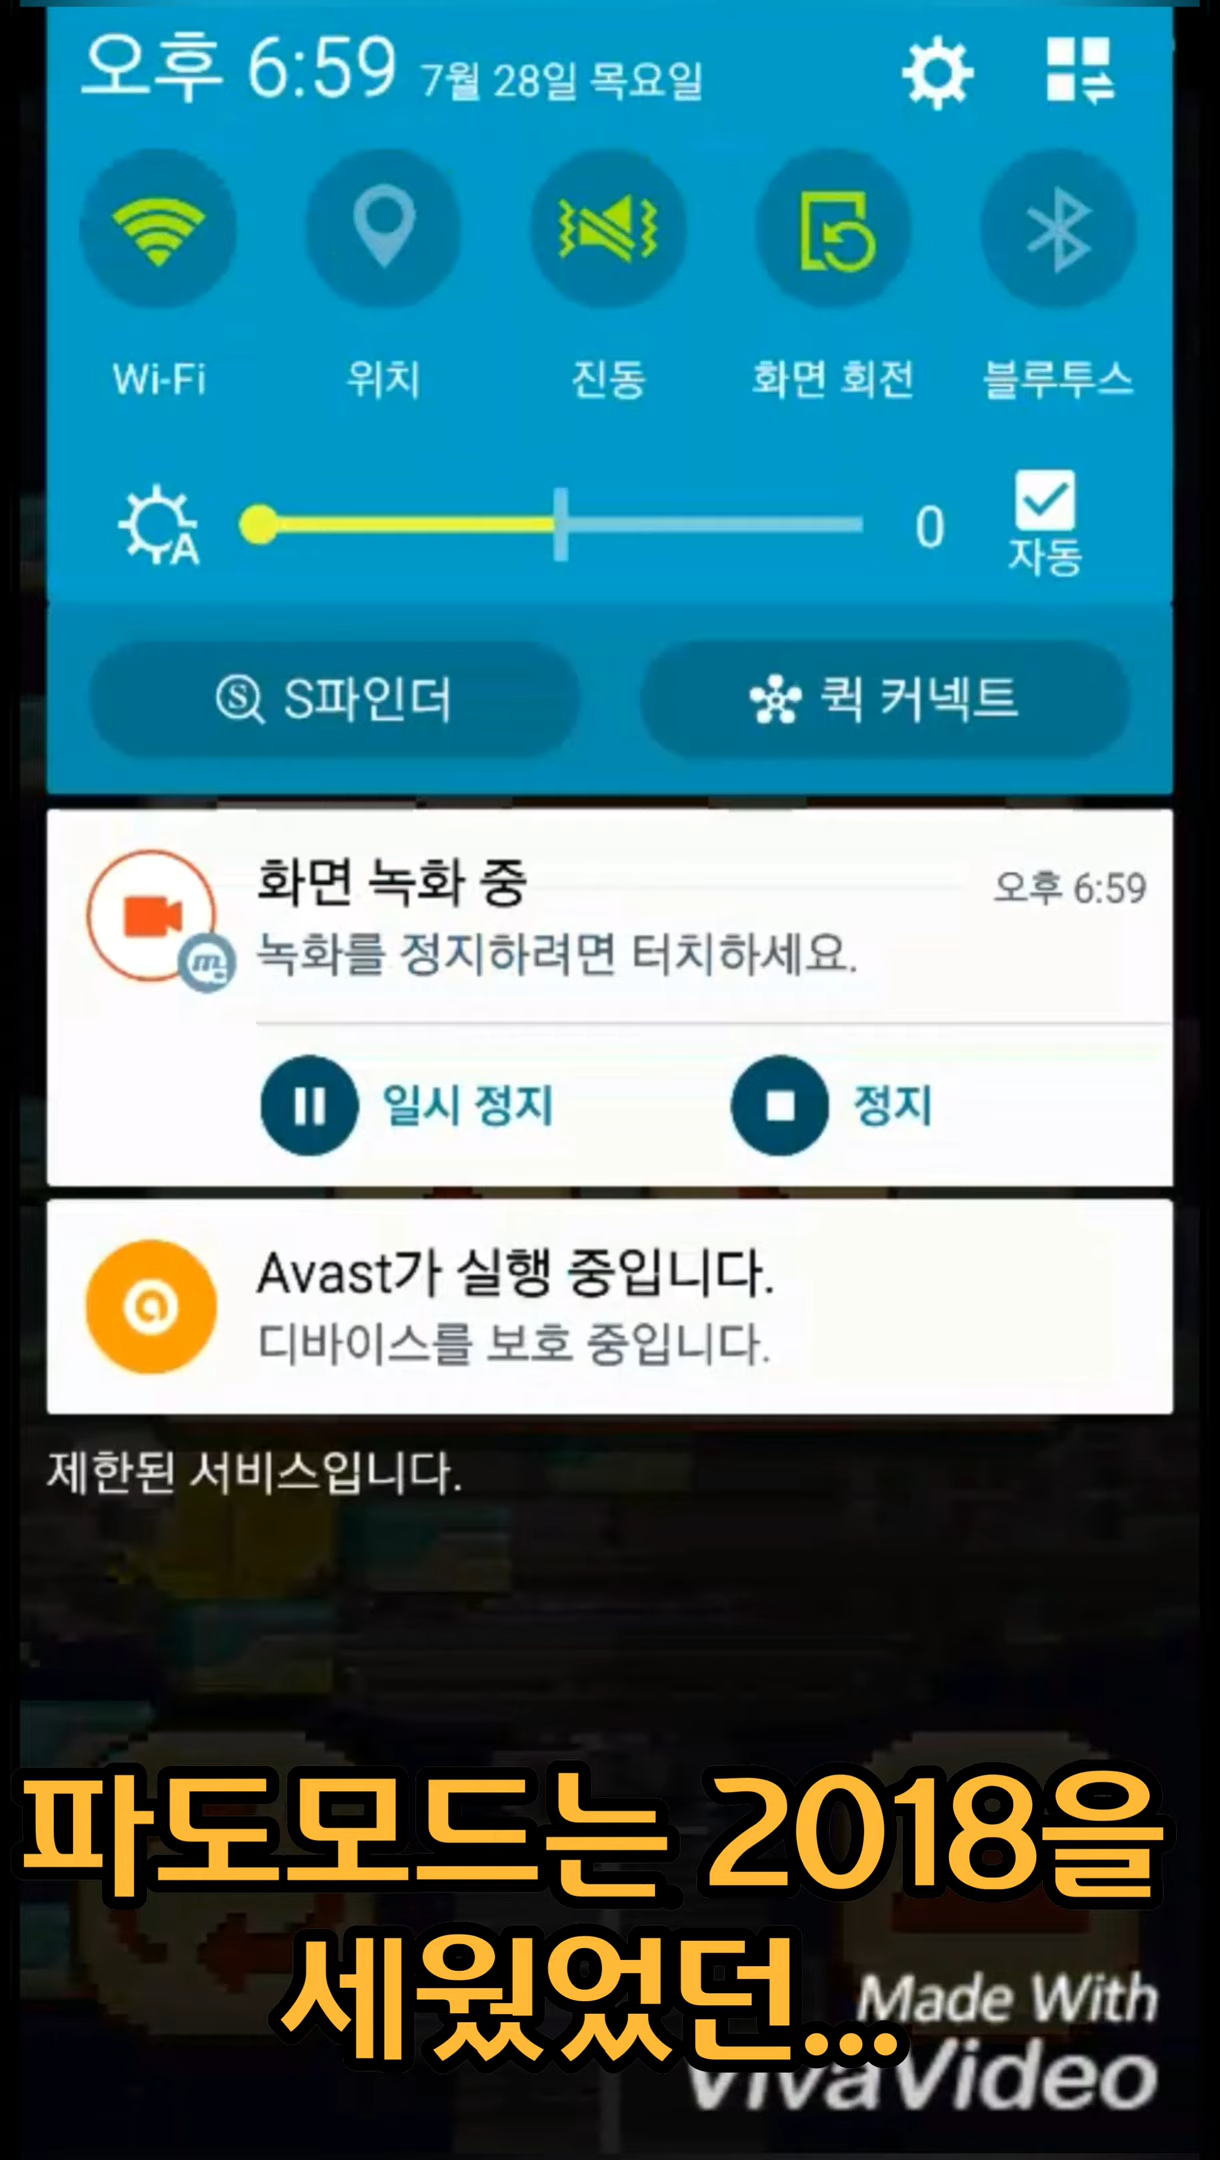 오후 6:59 7월 28일 목요일
Wi-Fi 위치 진동 화면 회전 블루투스
A 0 자동
S파인더 퀵 커넥트
화면 녹화 중 오후 6:59
녹화를 정지하려면 터치하세요.
일시 정지 정지
Avast가 실행 중입니다.
디바이스를 보호 중입니다.
제한된 서비스입니다.
파도모드는 2018을
세웠었던...
Made With
VivaVideo